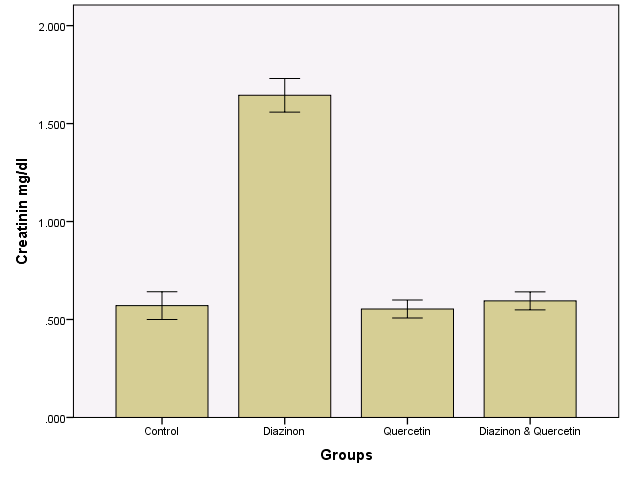 Creatinin mg/dl
2.000
1.500
1.000
.500
.000
Control Diazinon Quercetin Diazinon & Quercetin
Groups